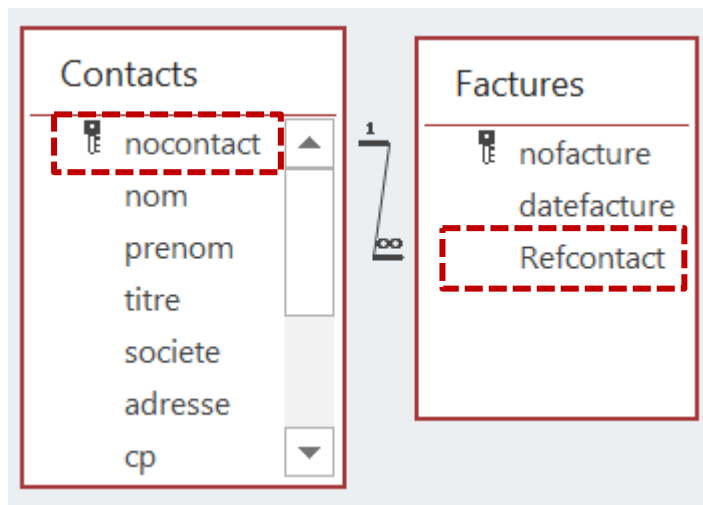 Contacts
nocontact
nom
prenom
titre
societe
adresse
cp
1
∞
Factures
nofacture
datefacture
Refcontact